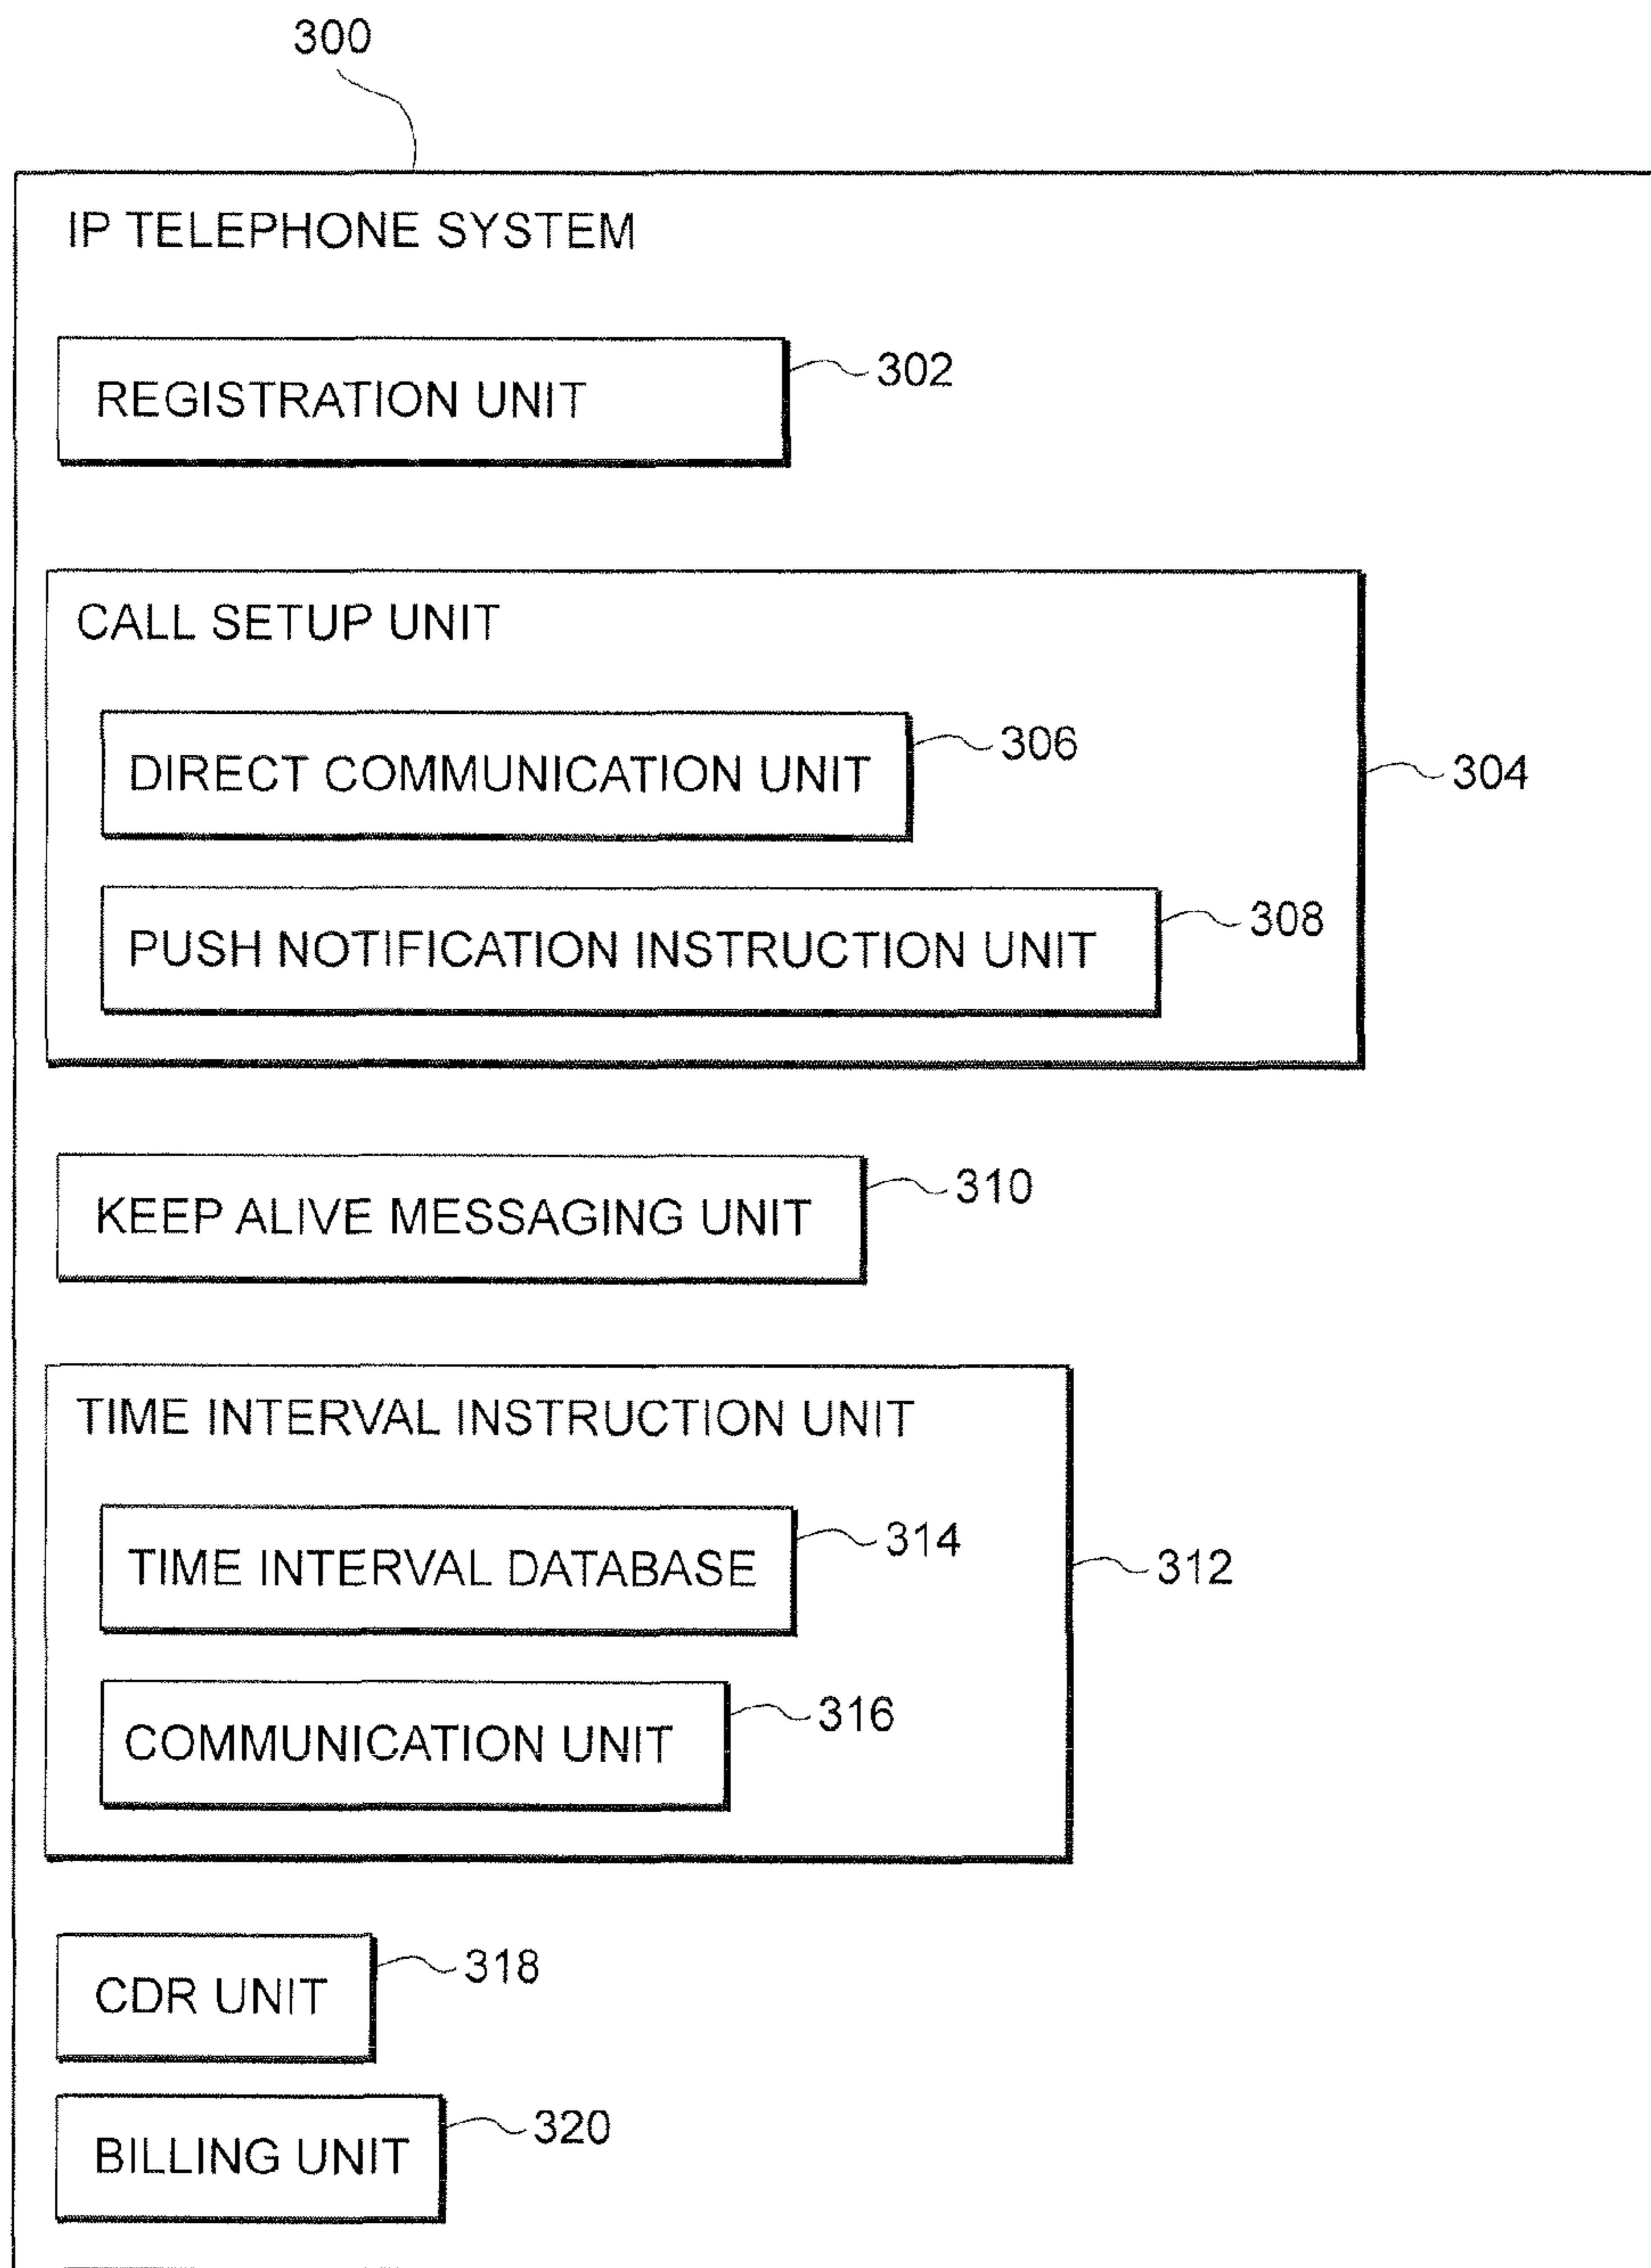 300
IP TELEPHONE SYSTEM
REGISTRATION UNIT
302
CALL SETUP UNIT
DIRECT COMMUNICATION UNIT
306
304
PUSH NOTIFICATION INSTRUCTION UNIT
308
KEEP ALIVE MESSAGING UNIT
310
TIME INTERVAL INSTRUCTION UNIT
TIME INTERVAL DATABASE
314
312
COMMUNICATION UNIT
316
CDR UNIT
318
BILLING UNIT
320